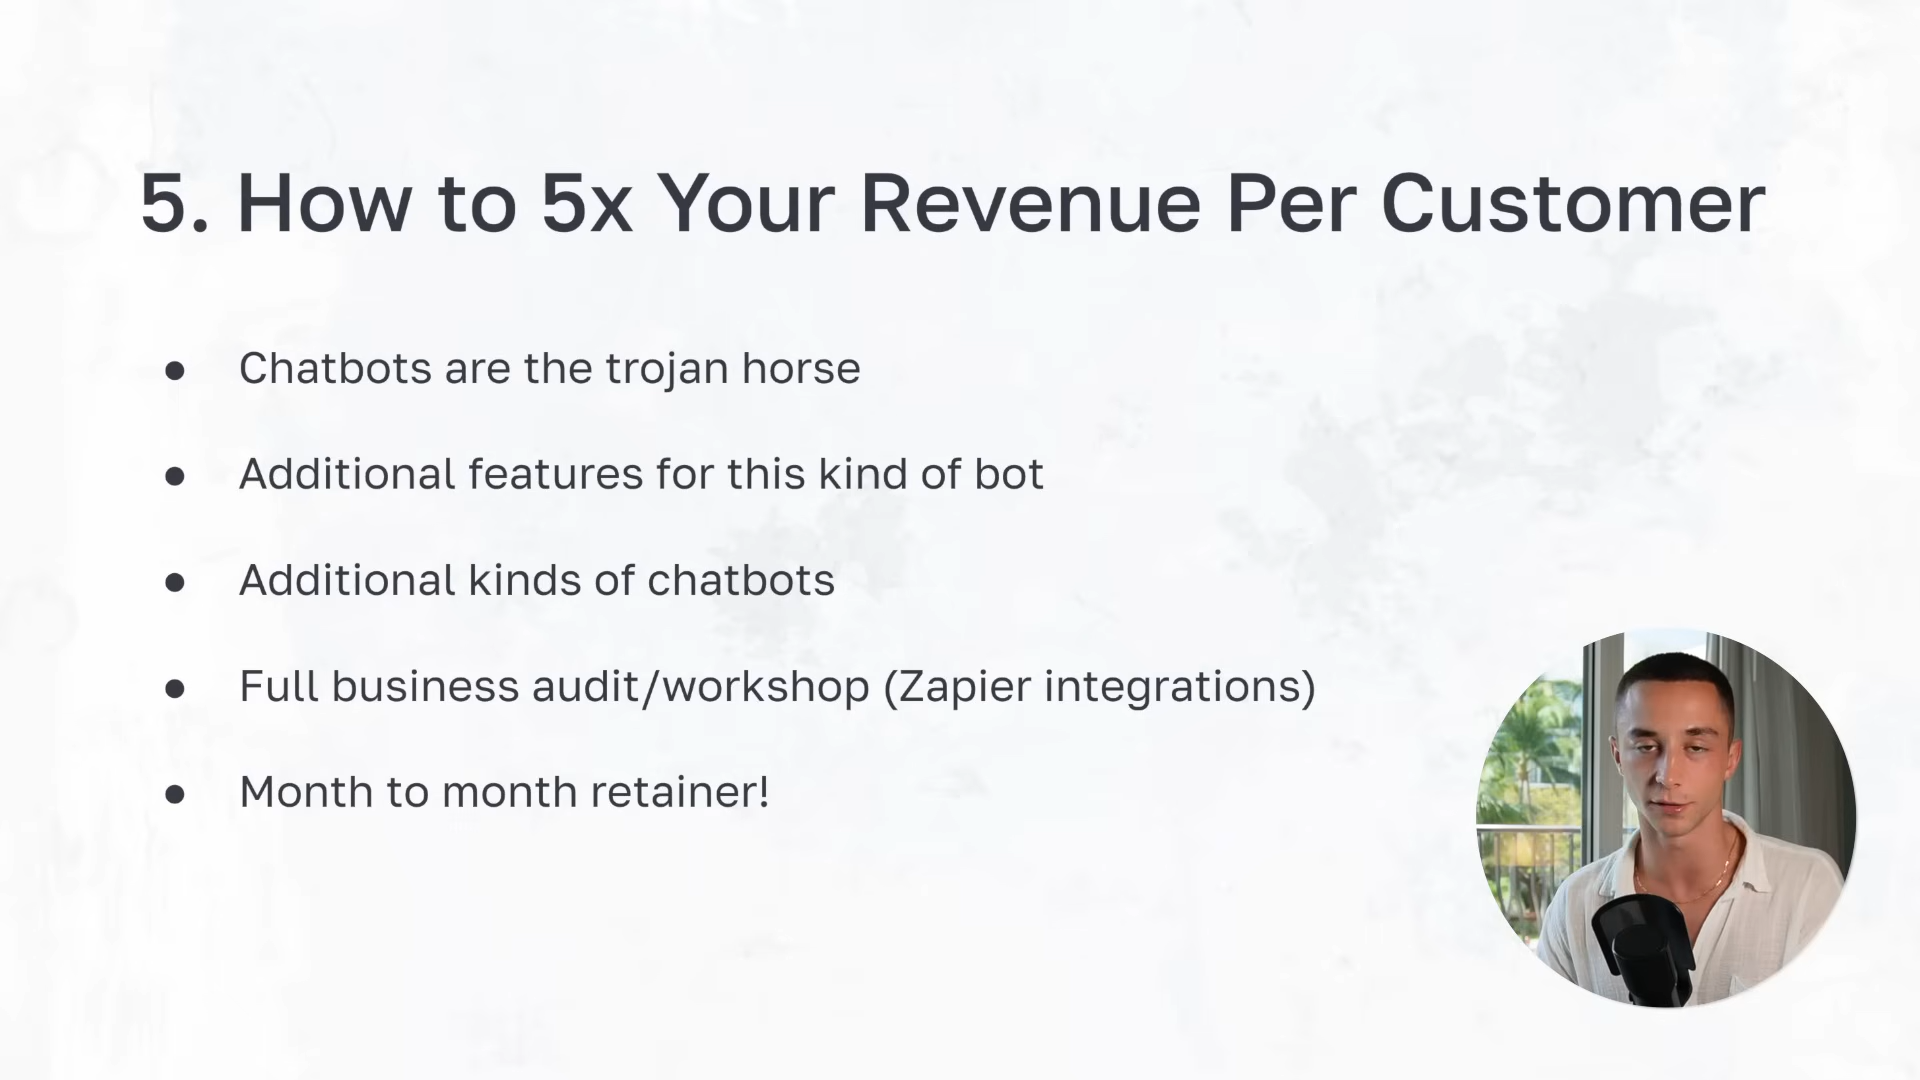 5. How to 5x Your Revenue Per Customer
● Chatbots are the trojan horse
● Additional features for this kind of bot
● Additional kinds of chatbots
● Full business audit/workshop (Zapier integrations)
● Month to month retainer!